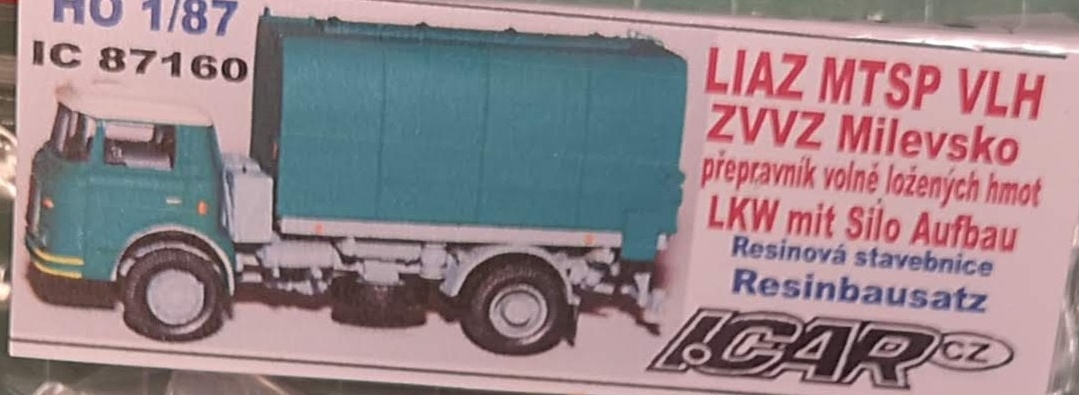 HO 1/87
IC 87160
LIAZ MTSP VLH
ZVVZ Milevsko
přepravník volně ložených hmot
LKW mit Silo Aufbau
Resinová stavebnice
Resinbausatz
I.CAR CZ